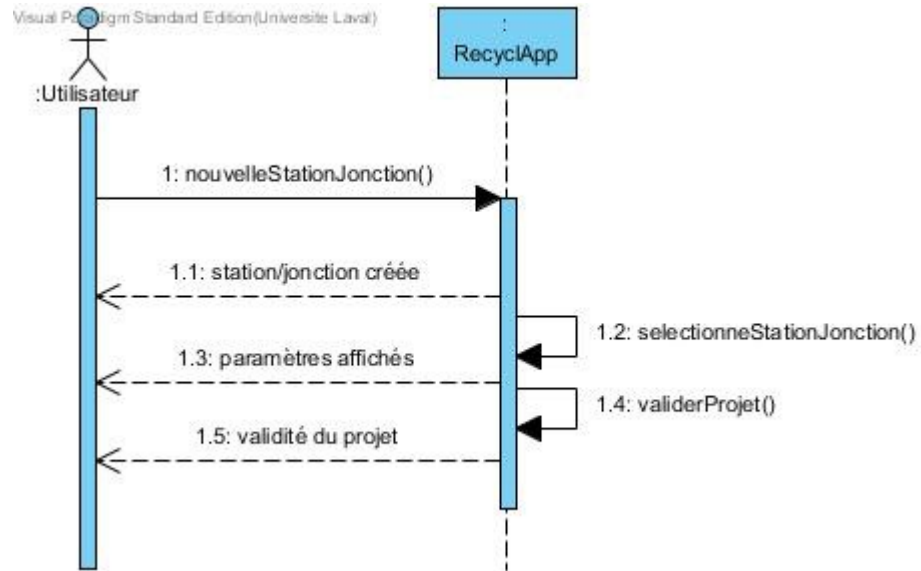 Visual Paradigm Standard Edition(Universite Laval)
:
RecyclApp
:Utilisateur
1: nouvelleStationJonction()
1.1: station/jonction créée
1.2: selectionneStationJonction()
1.3: paramètres affichés
1.4: validerProjet()
1.5: validité du projet